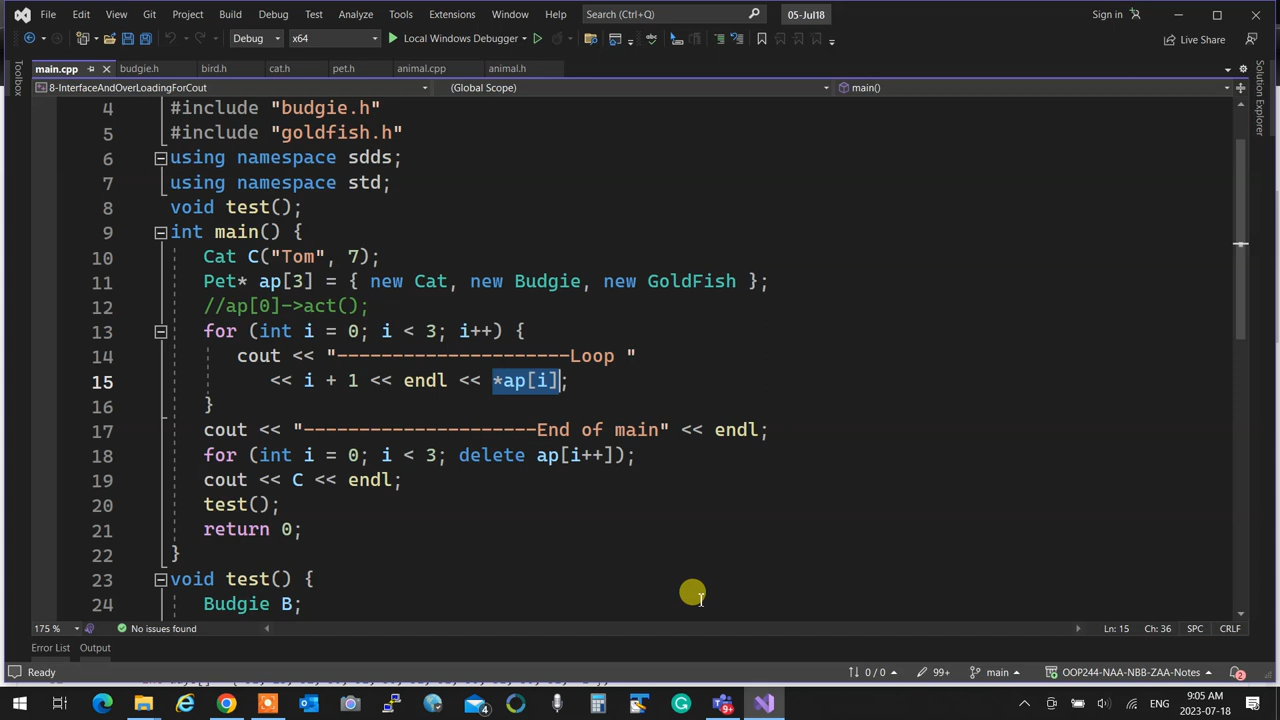 File Edit View Git Project Build Debug Test Analyze Tools Extensions Window Help Search (Ctrl+Q) 05-Jul18 Sign in
Debug x64 Local Windows Debugger Live Share
main.cpp budgie.h bird.h cat.h pet.h animal.cpp animal.h
8-InterfaceAndOverLoadingForCout (Global Scope) main()
Toolbox
Solution Explorer
4 #include "budgie.h"
5 #include "goldfish.h"
6 using namespace sdds;
7 using namespace std;
8 void test();
9 int main() {
10 Cat C("Tom", 7);
11 Pet* ap[3] = { new Cat, new Budgie, new GoldFish };
12 //ap[0]->act();
13 for (int i = 0; i < 3; i++) {
14 cout << "---------------------Loop "
15 << i + 1 << endl << *ap[i];
16 }
17 cout << "---------------------End of main" << endl;
18 for (int i = 0; i < 3; delete ap[i++]);
19 cout << C << endl;
20 test();
21 return 0;
22 }
23 void test() {
24 Budgie B;
175 % No issues found Ln: 15 Ch: 36 SPC CRLF
Error List Output
Ready 0 / 0 99+ main OOP244-NAA-NBB-ZAA-Notes 2
4 9+ ENG 9:05 AM
2023-07-18